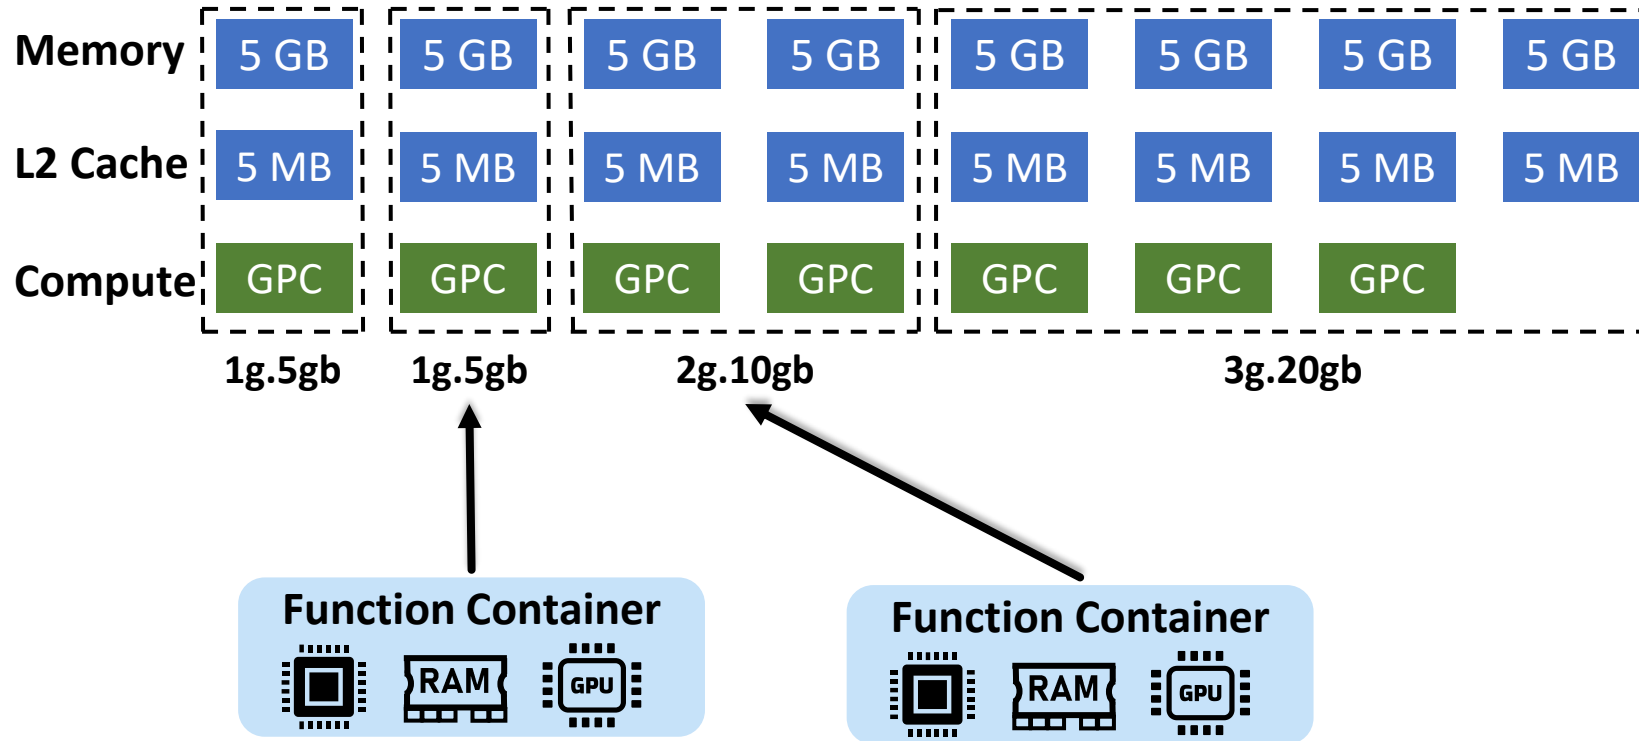 Memory 5 GB 5 GB 5 GB 5 GB 5 GB 5 GB 5 GB 5 GB
L2 Cache 5 MB 5 MB 5 MB 5 MB 5 MB 5 MB 5 MB 5 MB
Compute GPC GPC GPC GPC GPC GPC GPC
1g.5gb 1g.5gb 2g.10gb 3g.20gb
Function Container Function Container
RAM GPU RAM GPU